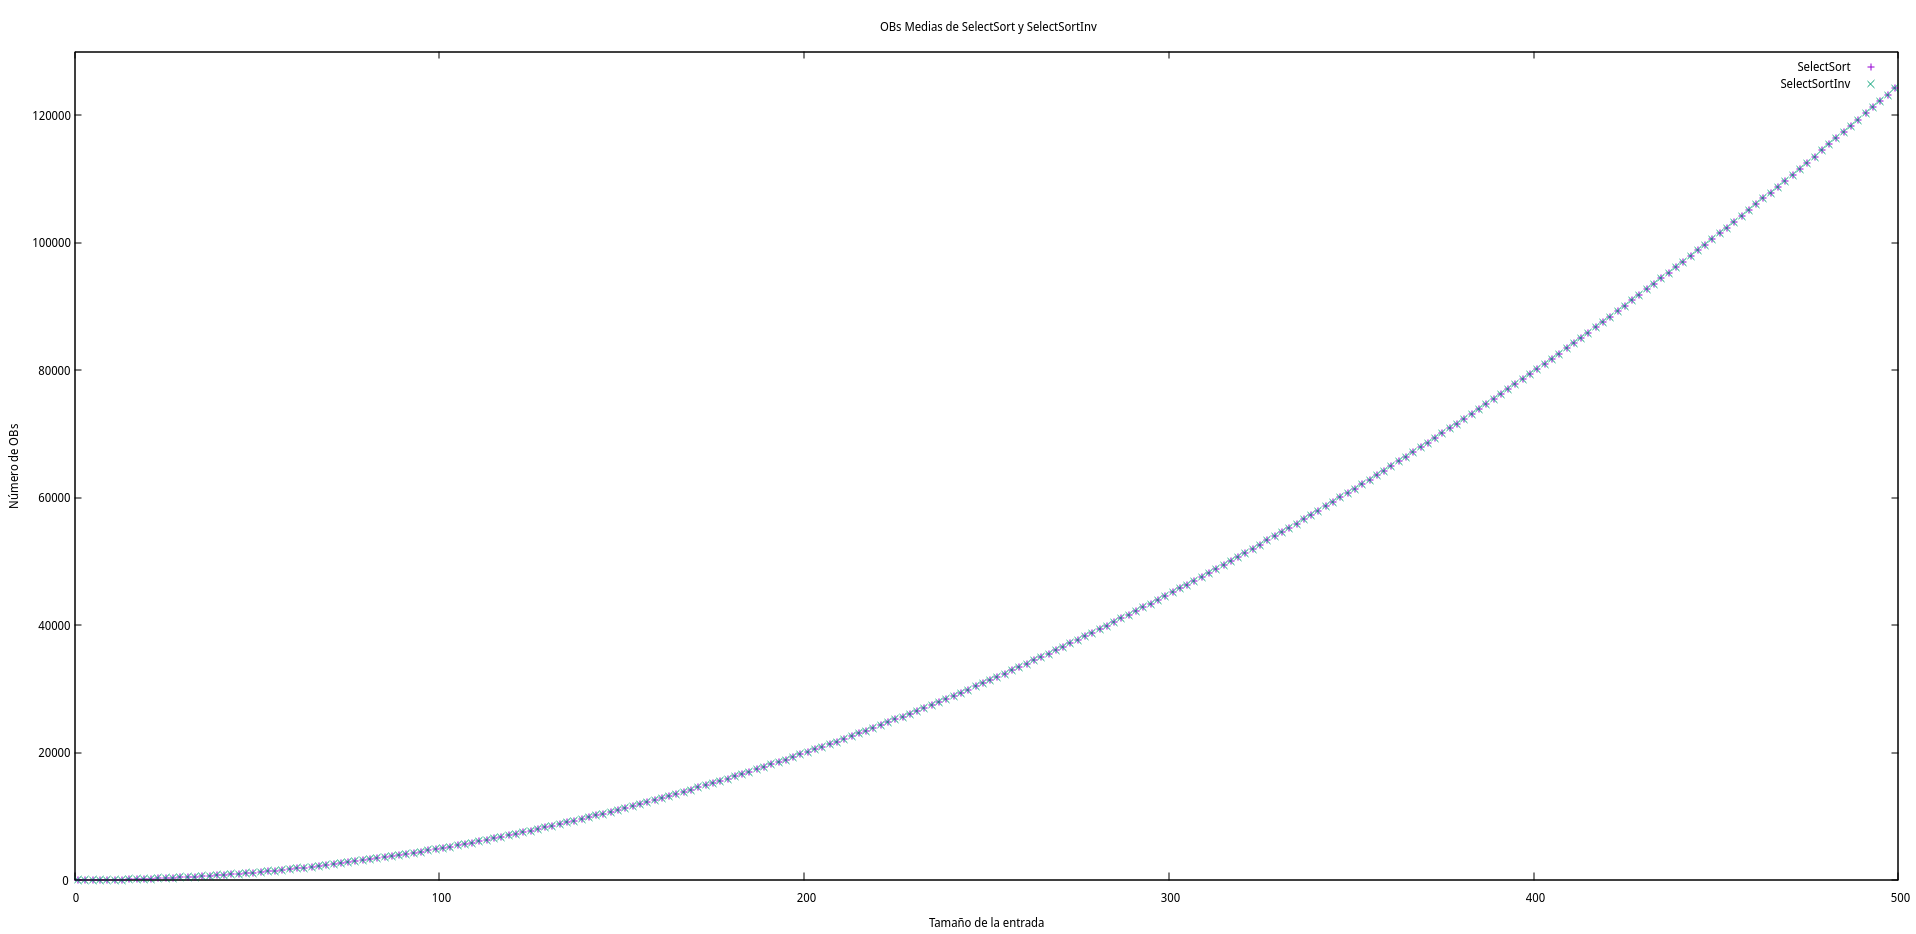 OBs Medias de SelectSort y SelectSortInv
SelectSort
SelectSortInv
120000
100000
80000
60000
40000
20000
0
Número de OBs
0 100 200 300 400 500
Tamaño de la entrada